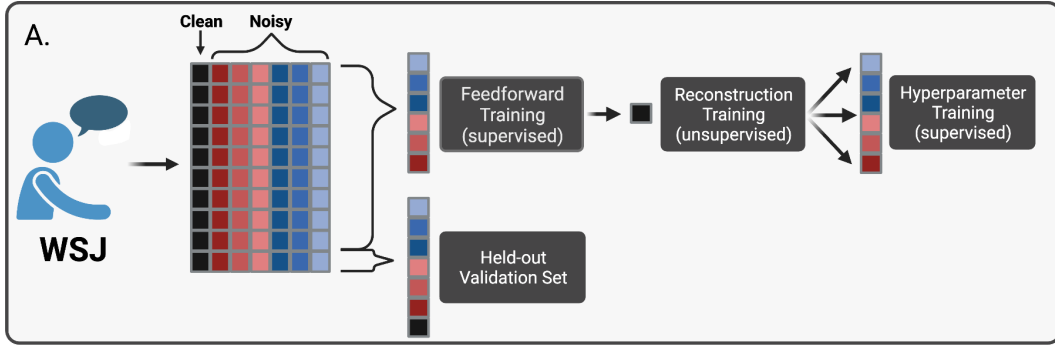 A.
Clean
Noisy
WSJ
Feedforward
Training
(supervised)
Reconstruction
Training
(unsupervised)
Hyperparameter
Training
(supervised)
Held-out
Validation Set